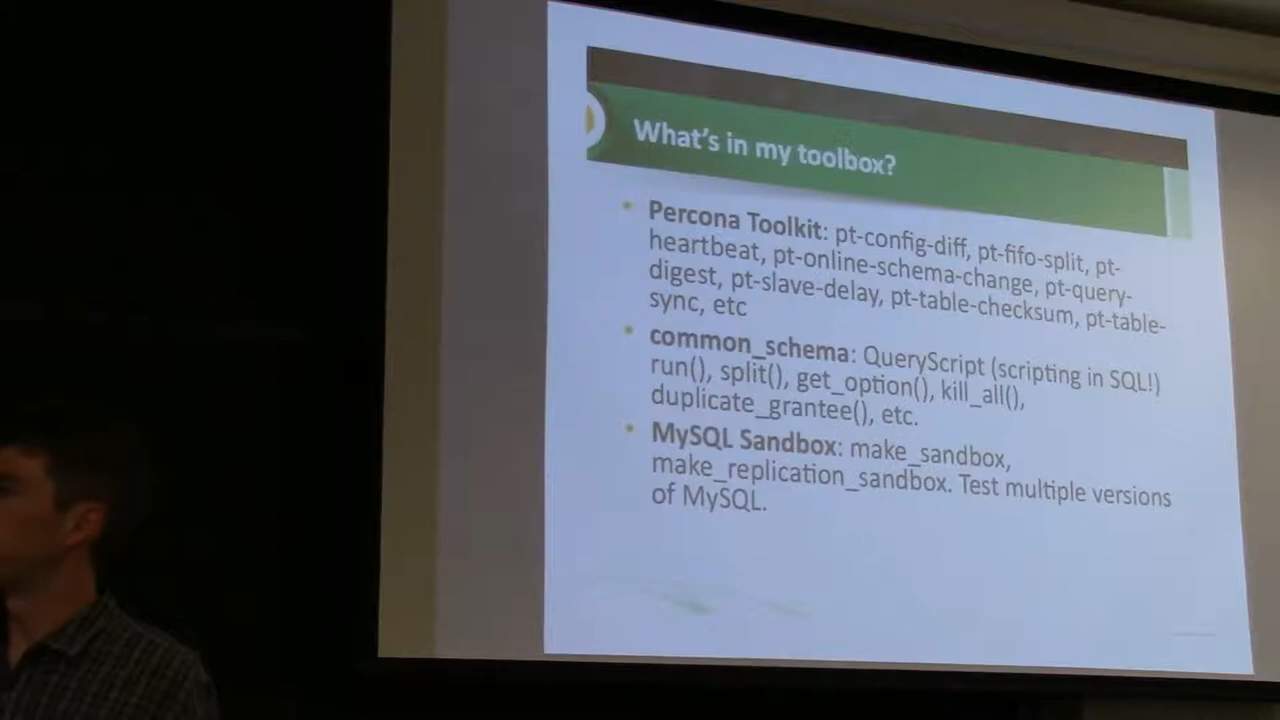 What's in my toolbox?
• Percona Toolkit: pt-config-diff, pt-fifo-split, pt-
heartbeat, pt-online-schema-change, pt-query-
digest, pt-slave-delay, pt-table-checksum, pt-table-
sync, etc
• common_schema: QueryScript (scripting in SQL!)
run(), split(), get_option(), kill_all(),
duplicate_grantee(), etc.
• MySQL Sandbox: make_sandbox,
make_replication_sandbox. Test multiple versions
of MySQL.